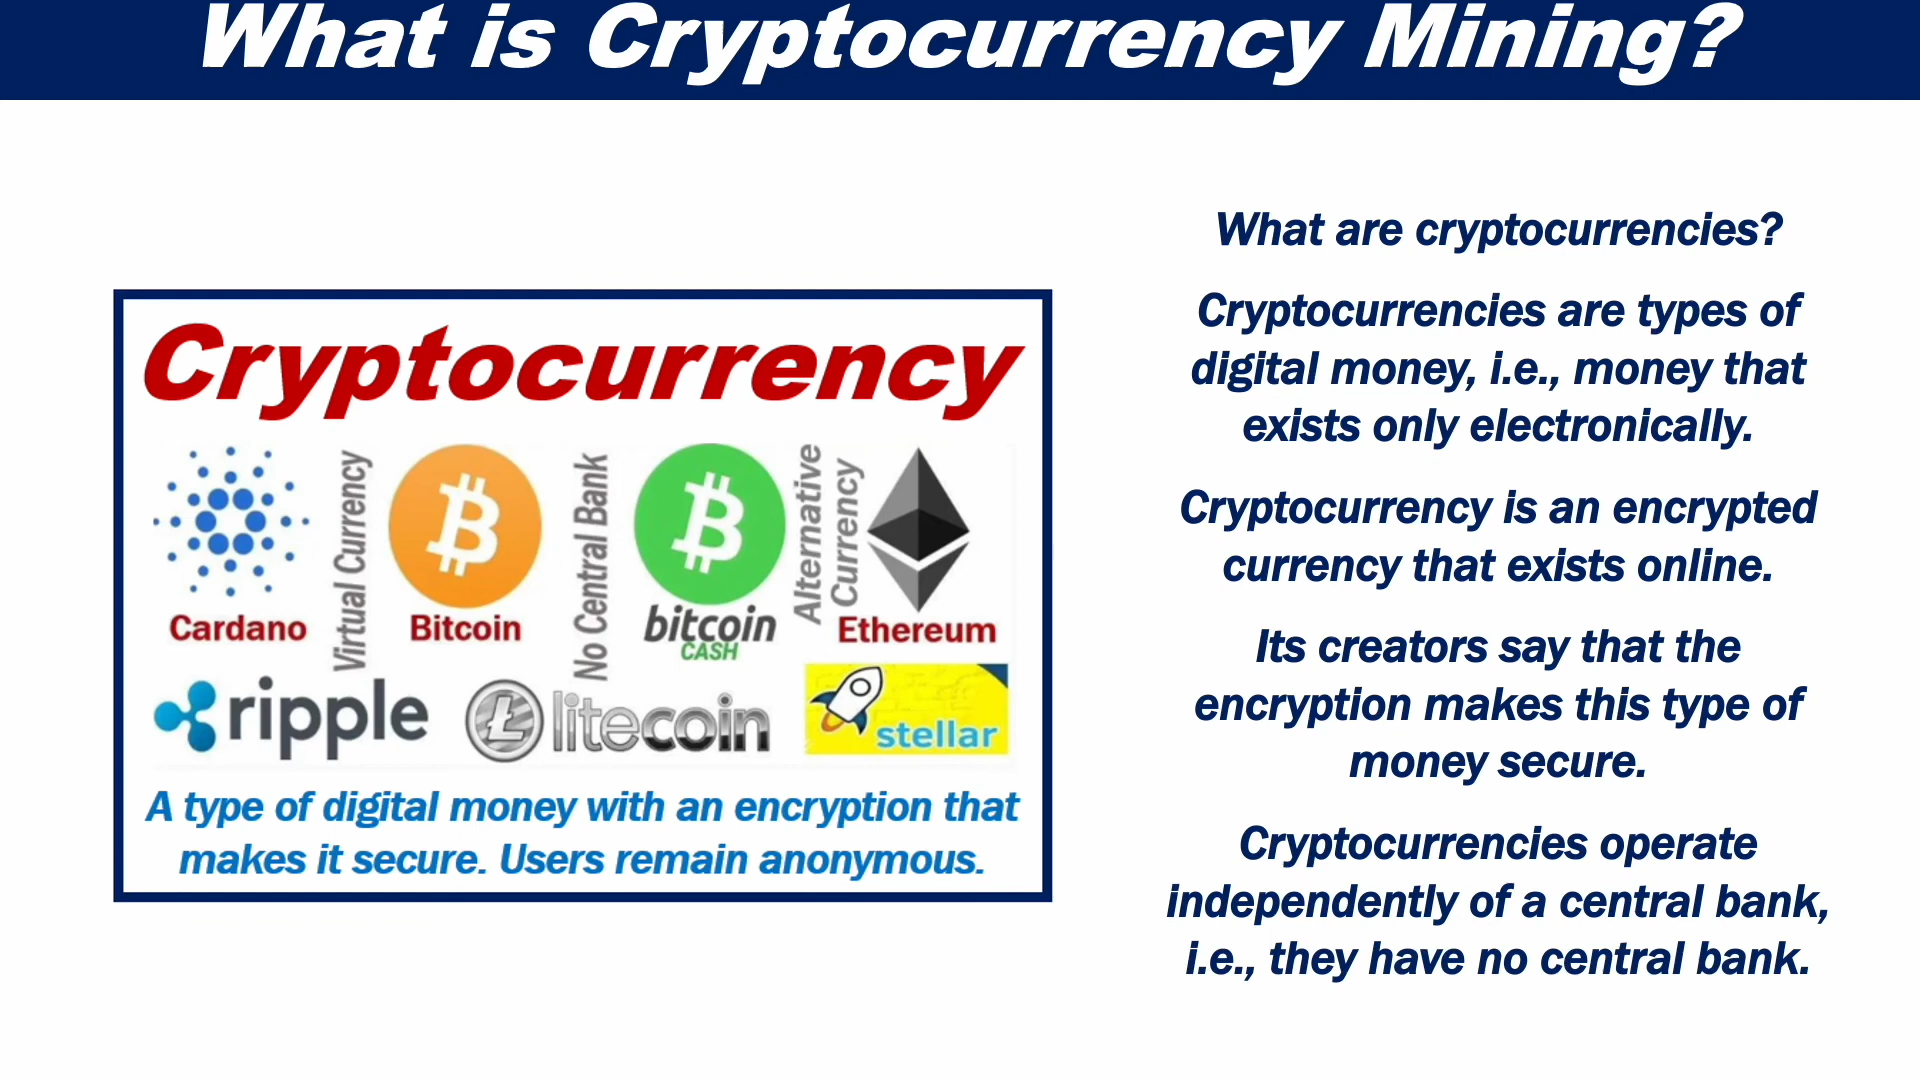 What is Cryptocurrency Mining?
Cryptocurrency
Virtual Currency
No Central Bank
Alternative
Currency
Cardano
Bitcoin
bitcoin
CASH
Ethereum
ripple
litecoin
stellar
A type of digital money with an encryption that
makes it secure. Users remain anonymous.
What are cryptocurrencies?
Cryptocurrencies are types of
digital money, i.e., money that
exists only electronically.
Cryptocurrency is an encrypted
currency that exists online.
Its creators say that the
encryption makes this type of
money secure.
Cryptocurrencies operate
independently of a central bank,
i.e., they have no central bank.